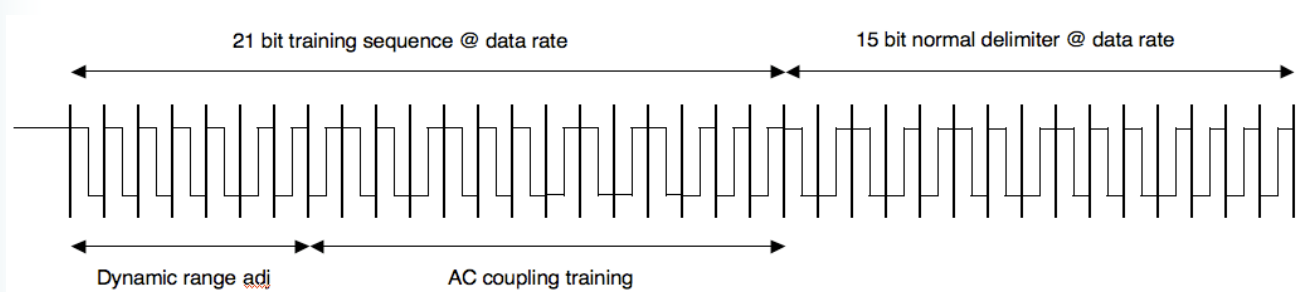 21 bit training sequence @ data rate
15 bit normal delimiter @ data rate
Dynamic range adj
AC coupling training